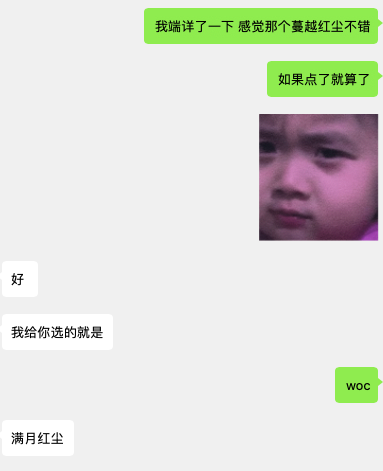 我端详了一下 感觉那个蔓越红尘不错
如果点了就算了
好
我给你选的就是
woc
满月红尘